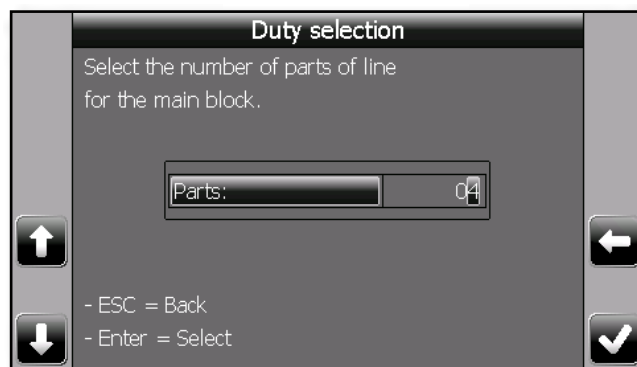 Duty selection
Select the number of parts of line
for the main block.
Parts: 04
- ESC = Back
- Enter = Select